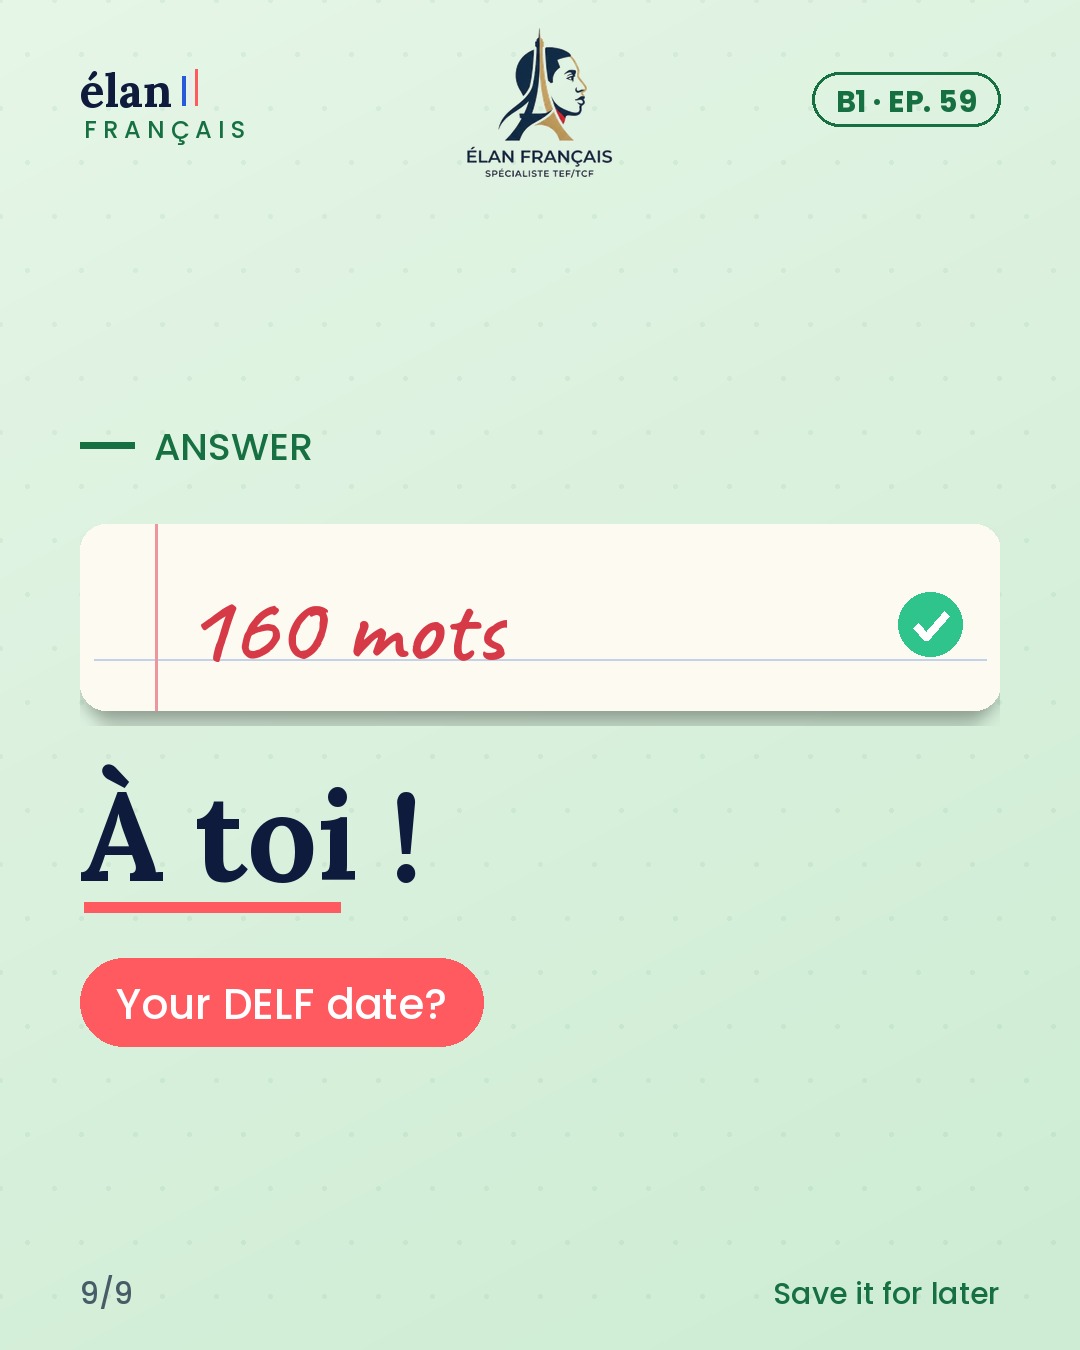 élan
FRANÇAIS
ÉLAN FRANÇAIS
SPÉCIALISTE TEF/TCF
B1 · EP. 59
ANSWER
160 mots
À toi !
Your DELF date?
9/9
Save it for later